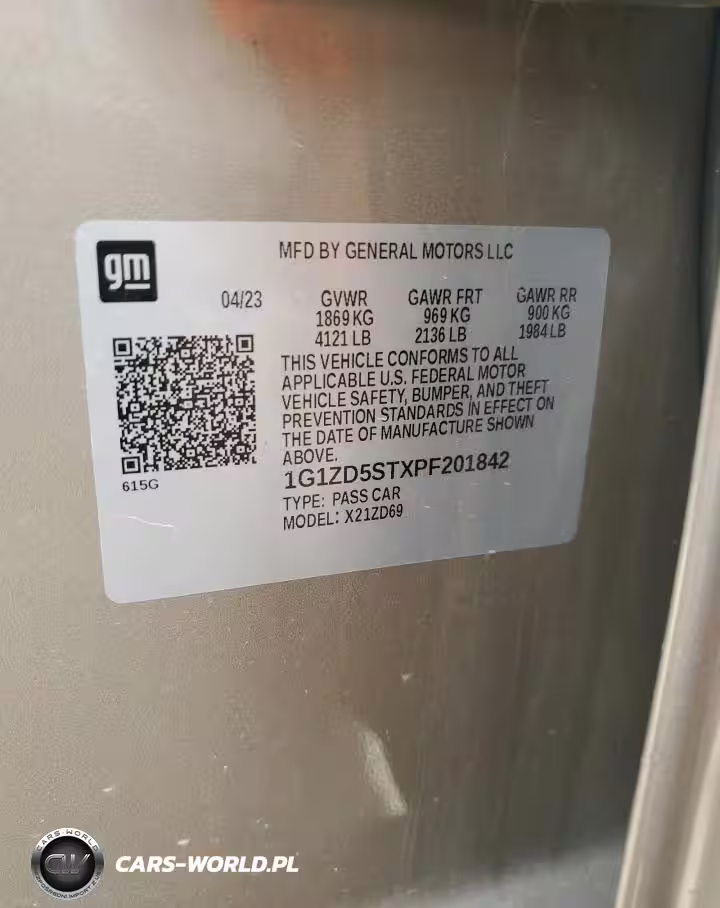 gm
MFD BY GENERAL MOTORS LLC
04/23 GVWR GAWR FRT GAWR RR
1869 KG 969 KG 900 KG
4121 LB 2136 LB 1984 LB
THIS VEHICLE CONFORMS TO ALL
APPLICABLE U.S. FEDERAL MOTOR
VEHICLE SAFETY, BUMPER, AND THEFT
PREVENTION STANDARDS IN EFFECT ON
THE DATE OF MANUFACTURE SHOWN
ABOVE.
1G1ZD5STXPF201842
615G
TYPE: PASS CAR
MODEL: X21ZD69
CARS-WORLD
CARS-WORLD.PL